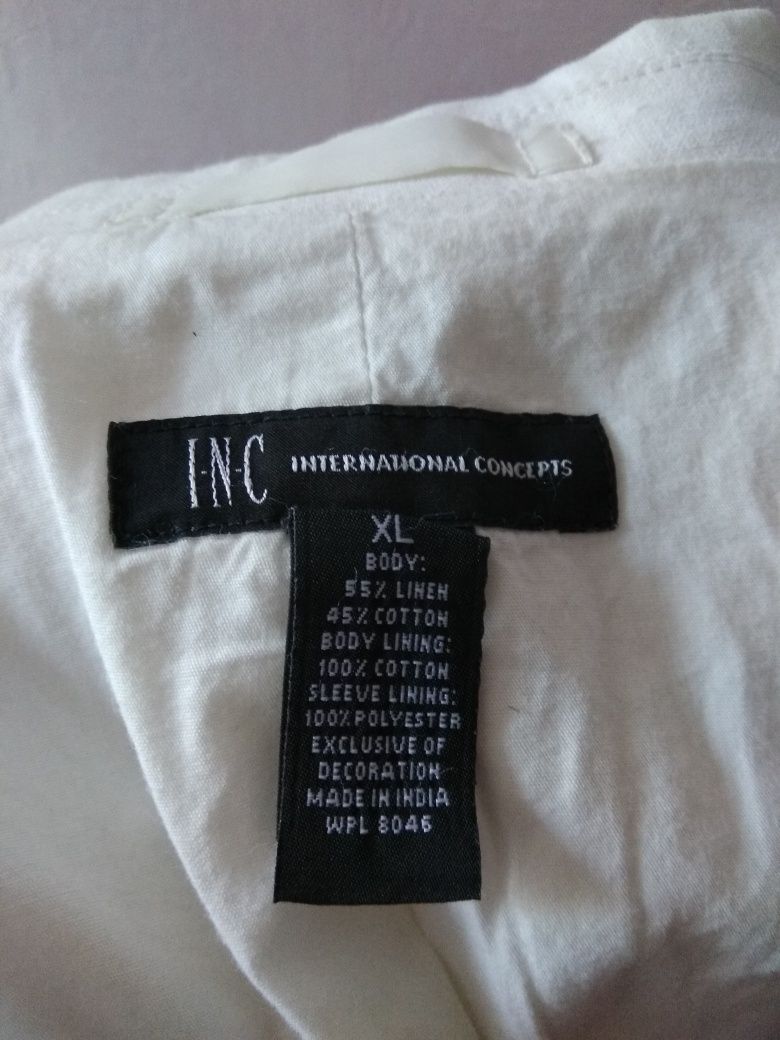 I-N-C INTERNATIONAL CONCEPTS
XL
BODY:
55% LINEN
45% COTTON
BODY LINING:
100% COTTON
SLEEVE LINING:
100% POLYESTER
EXCLUSIVE OF
DECORATION
MADE IN INDIA
WPL 8046